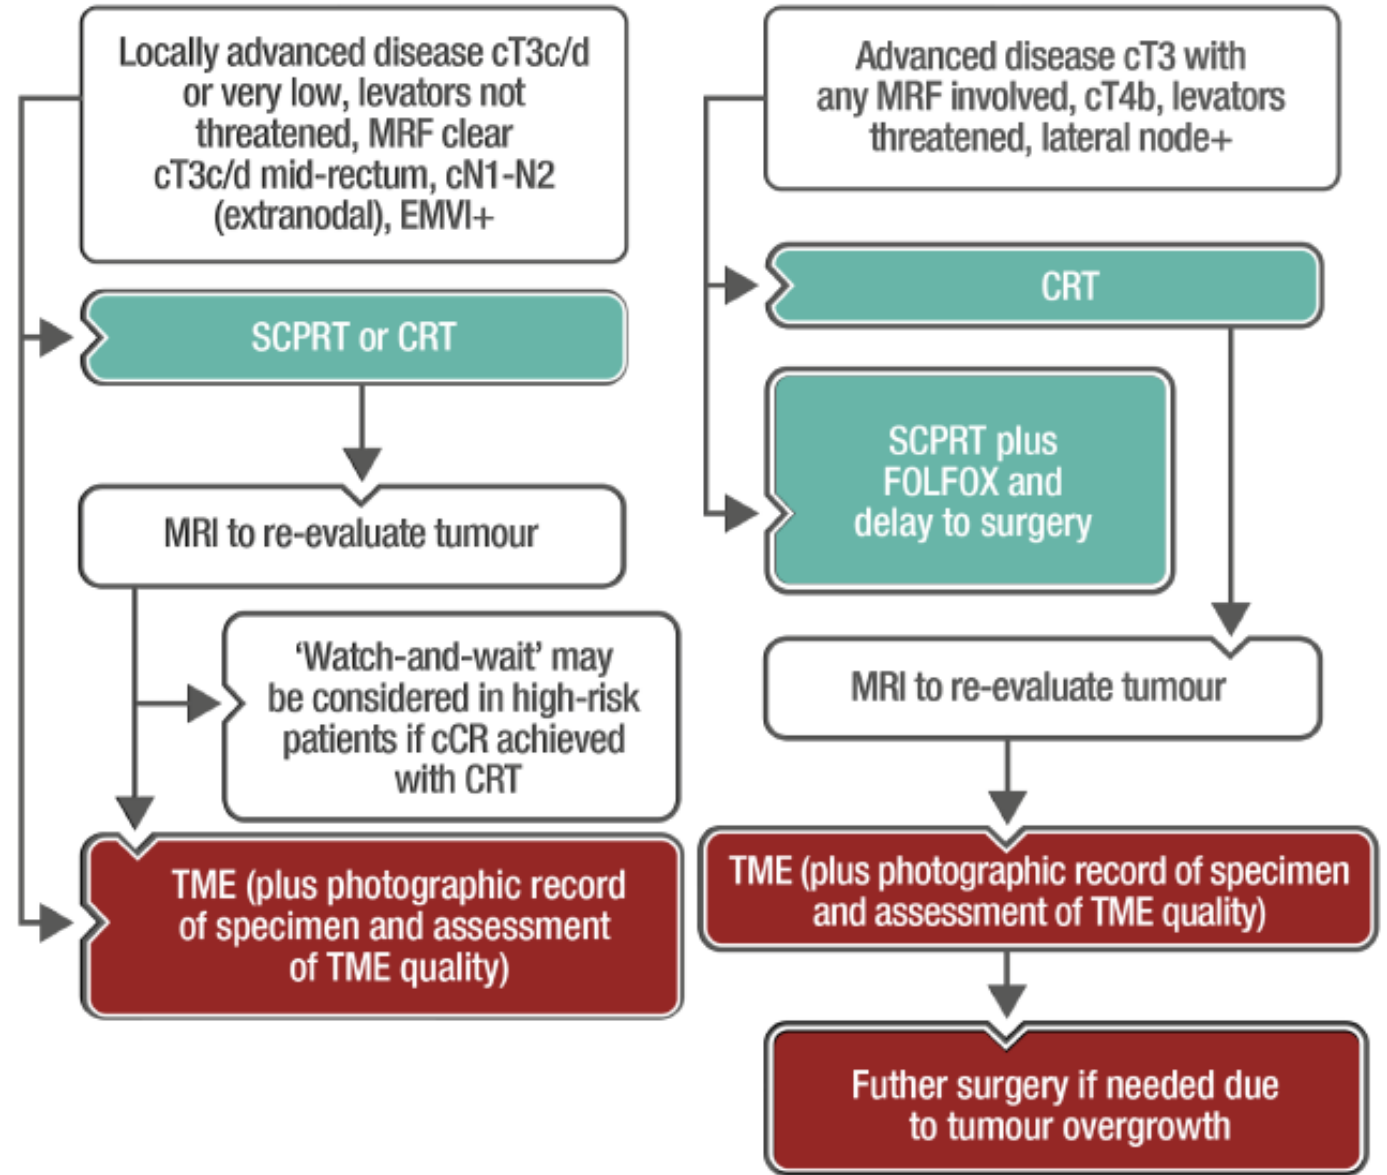 Locally advanced disease cT3c/d
or very low, levators not
threatened, MRF clear
cT3c/d mid-rectum, cN1-N2
(extranodal), EMVI+
SCPRT or CRT
MRI to re-evaluate tumour
‘Watch-and-wait’ may
be considered in high-risk
patients if cCR achieved
with CRT
TME (plus photographic record
of specimen and assessment
of TME quality)
Advanced disease cT3 with
any MRF involved, cT4b, levators
threatened, lateral node+
CRT
SCPRT plus
FOLFOX and
delay to surgery
MRI to re-evaluate tumour
TME (plus photographic record of specimen
and assessment of TME quality)
Futher surgery if needed due
to tumour overgrowth